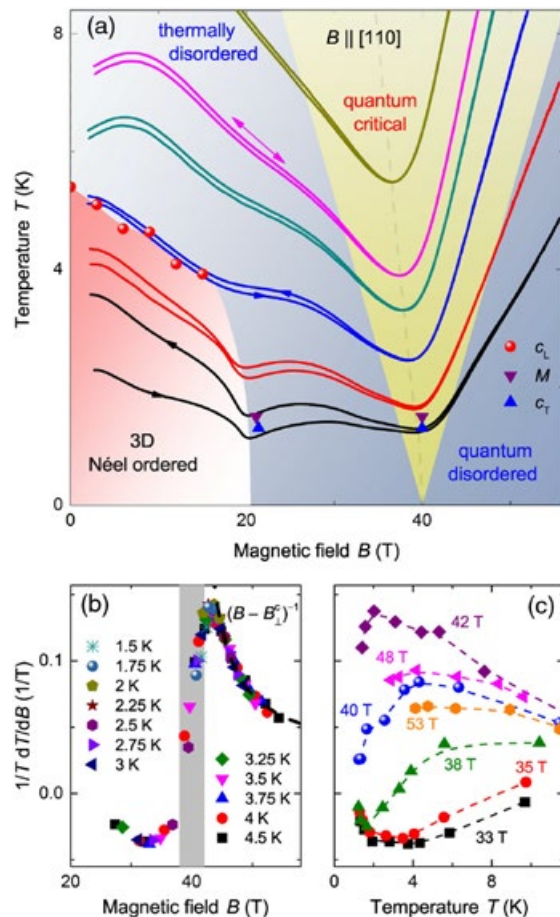 (a)
thermally
disordered
B || [110]
quantum
critical
8
4
0
Temperature T (K)
c_L
M
c_T
3D
Néel ordered
quantum
disordered
0 20 40
Magnetic field B (T)
(b)
(B − B⊥^c)^−1
1.5 K
1.75 K
2 K
2.25 K
2.5 K
2.75 K
3 K
3.25 K
3.5 K
3.75 K
4 K
4.5 K
0.1
0.0
1/T dT/dB (1/T)
20 40 60
Magnetic field B (T)
(c)
42 T
48 T
40 T
53 T
38 T
35 T
33 T
0 4 8
Temperature T (K)